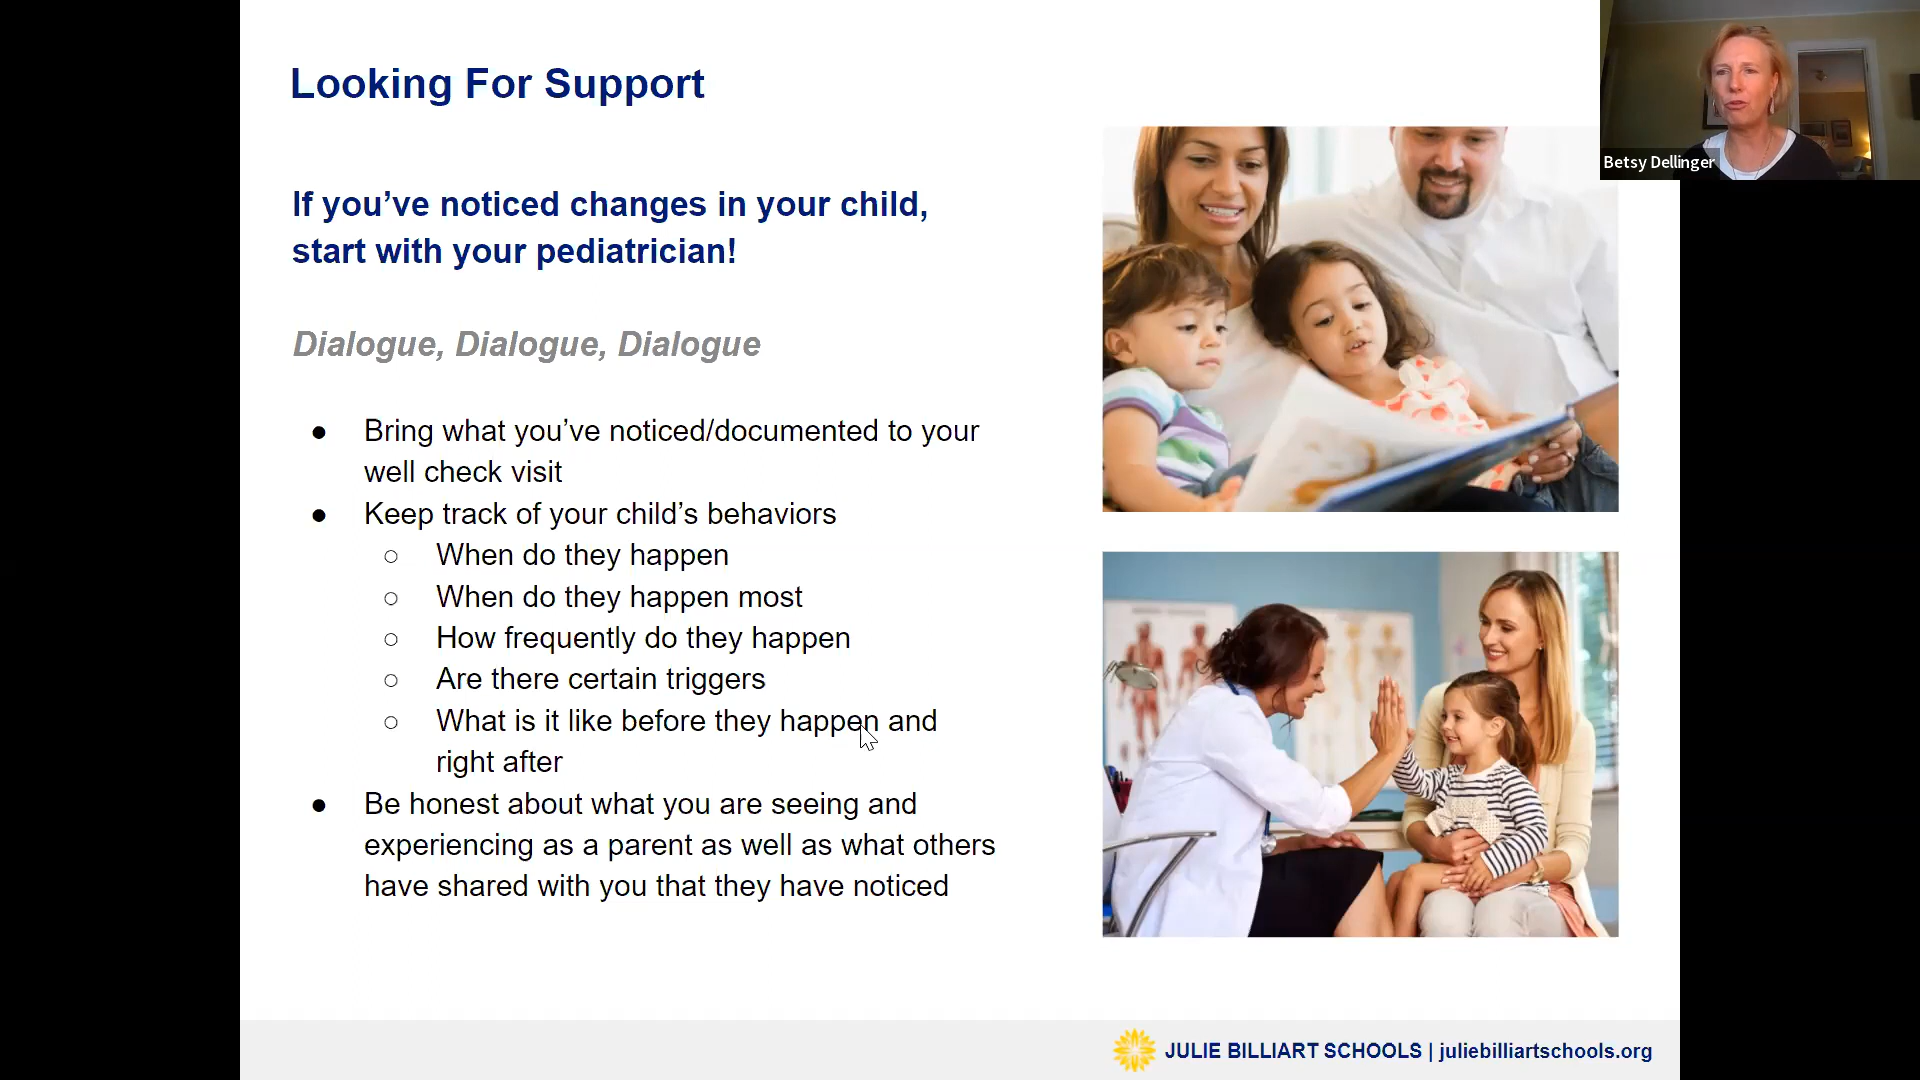 Looking For Support
Betsy Dellinger
If you’ve noticed changes in your child,
start with your pediatrician!
Dialogue, Dialogue, Dialogue
● Bring what you’ve noticed/documented to your
well check visit
● Keep track of your child’s behaviors
○ When do they happen
○ When do they happen most
○ How frequently do they happen
○ Are there certain triggers
○ What is it like before they happen and
right after
● Be honest about what you are seeing and
experiencing as a parent as well as what others
have shared with you that they have noticed
JULIE BILLIART SCHOOLS | juliebilliartschools.org